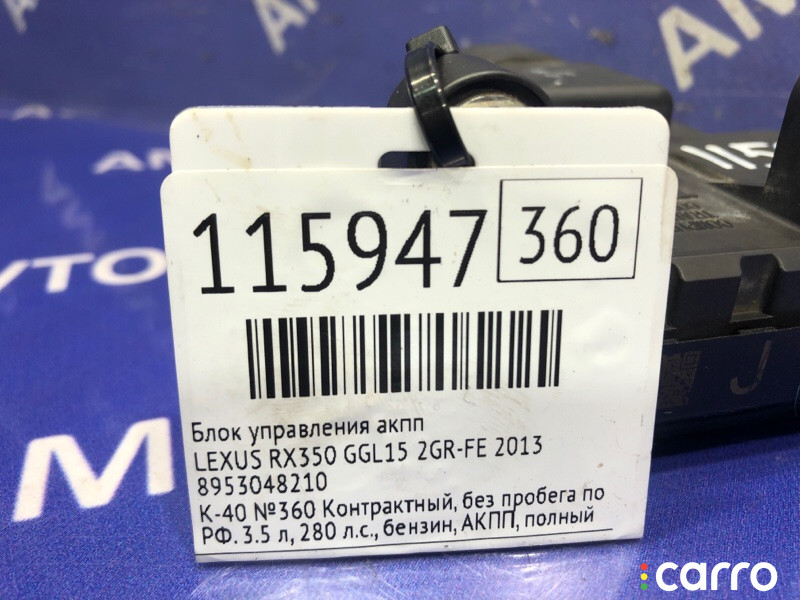 115947 360
Блок управления акпп
LEXUS RX350 GGL15 2GR-FE 2013
8953048210
К-40 №360 Контрактный, без пробега по
РФ. 3.5 л, 280 л.с., бензин, АКПП, полный
carro